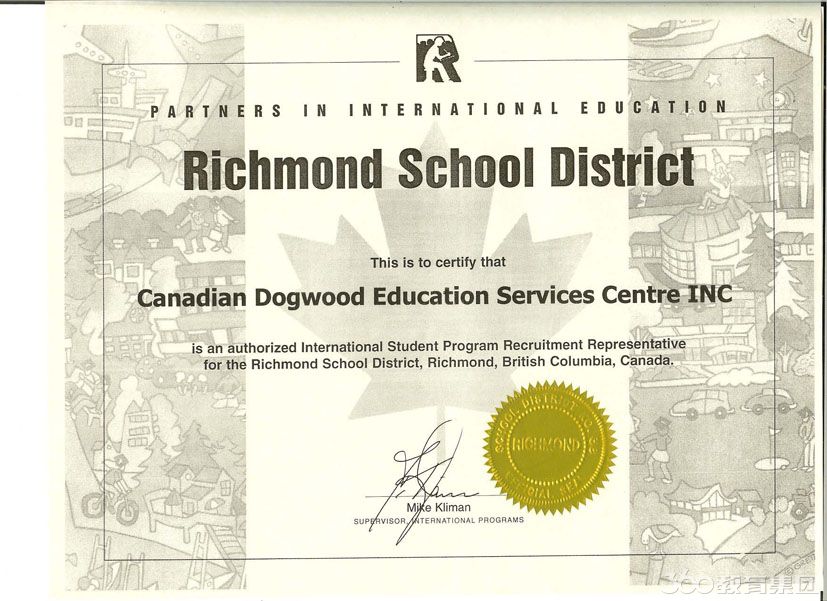 PARTNERS IN INTERNATIONAL EDUCATION
Richmond School District
This is to certify that
Canadian Dogwood Education Services Centre INC
is an authorized International Student Program Recruitment Representative
for the Richmond School District, Richmond, British Columbia, Canada.
SCHOOL DISTRICT
RICHMOND
Mike Kliman
SUPERVISOR, INTERNATIONAL PROGRAMS
360教育集团